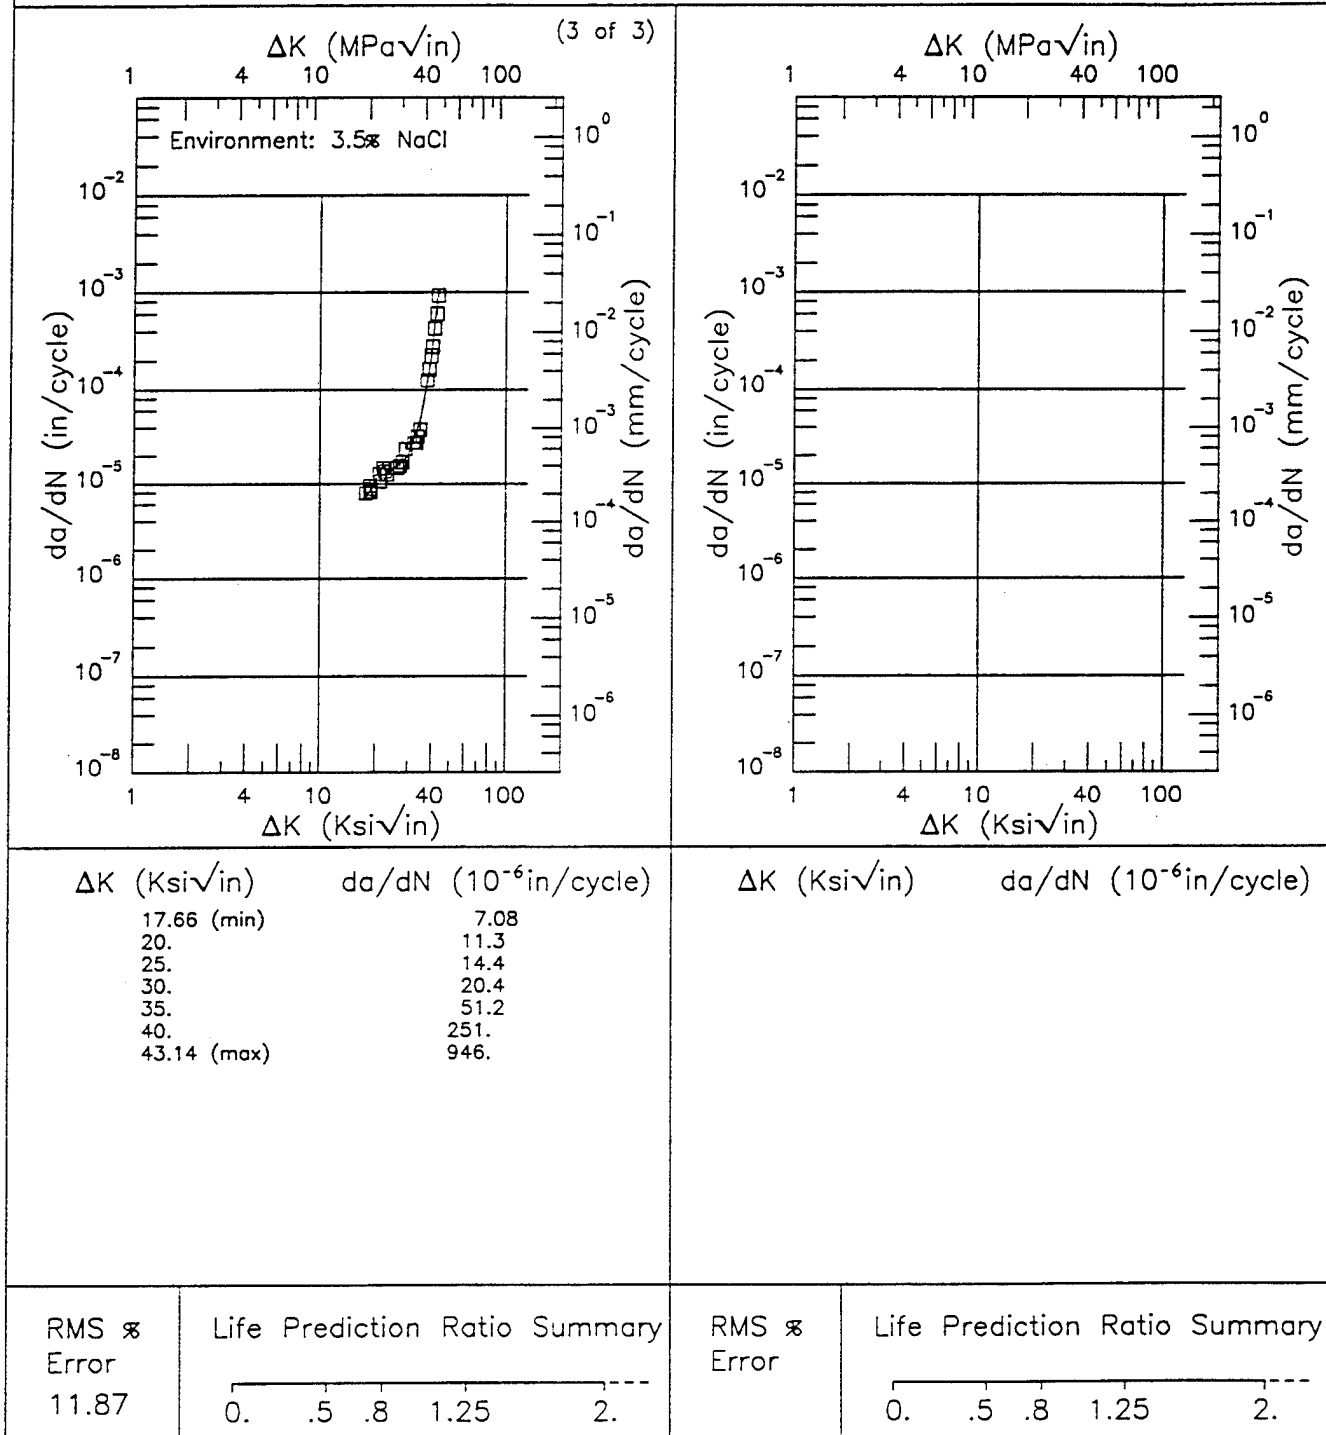 (3 of 3)
ΔK (MPa√in)
1 4 10 40 100
Environment: 3.5% NaCl
10⁻²
10⁻³
10⁻⁴
10⁻⁵
10⁻⁶
10⁻⁷
10⁻⁸
da/dN (in/cycle)
10⁰
10⁻¹
10⁻²
10⁻³
10⁻⁴
10⁻⁵
10⁻⁶
da/dN (mm/cycle)
1 4 10 40 100
ΔK (Ksi√in)
ΔK (MPa√in)
1 4 10 40 100
10⁻²
10⁻³
10⁻⁴
10⁻⁵
10⁻⁶
10⁻⁷
10⁻⁸
da/dN (in/cycle)
10⁰
10⁻¹
10⁻²
10⁻³
10⁻⁴
10⁻⁵
10⁻⁶
da/dN (mm/cycle)
1 4 10 40 100
ΔK (Ksi√in)
ΔK (Ksi√in) da/dN (10⁻⁶in/cycle)
17.66 (min) 7.08
20. 11.3
25. 14.4
30. 20.4
35. 51.2
40. 251.
43.14 (max) 946.
ΔK (Ksi√in) da/dN (10⁻⁶in/cycle)
RMS %
Error
11.87
Life Prediction Ratio Summary
0. .5 .8 1.25 2.
RMS %
Error
Life Prediction Ratio Summary
0. .5 .8 1.25 2.